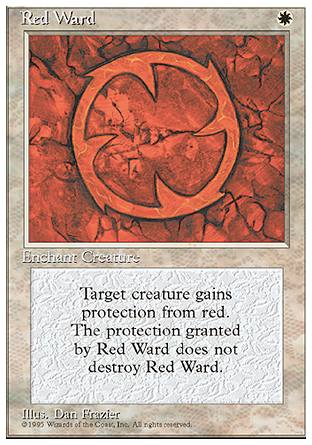 Red Ward
Enchant Creature
Target creature gains
protection from red.
The protection granted
by Red Ward does not
destroy Red Ward.
Illus. Dan Frazier
©1995 Wizards of the Coast, Inc. All rights reserved.